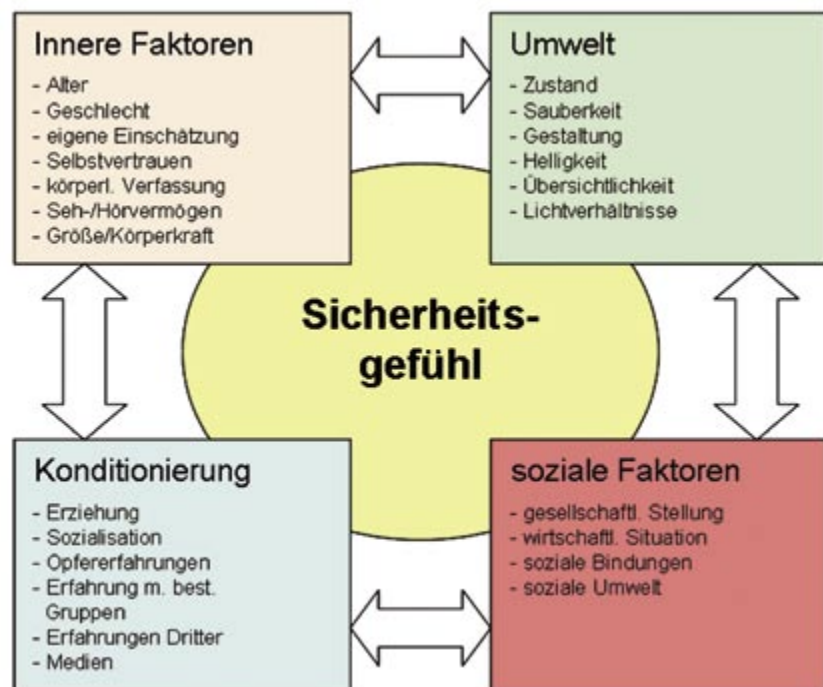 Innere Faktoren
- Alter
- Geschlecht
- eigene Einschätzung
- Selbstvertrauen
- körperl. Verfassung
- Seh-/Hörvermögen
- Größe/Körperkraft
Umwelt
- Zustand
- Sauberkeit
- Gestaltung
- Helligkeit
- Übersichtlichkeit
- Lichtverhältnisse
Sicherheits-
gefühl
Konditionierung
- Erziehung
- Sozialisation
- Opfererfahrungen
- Erfahrung m. best.
Gruppen
- Erfahrungen Dritter
- Medien
soziale Faktoren
- gesellschaftl. Stellung
- wirtschaftl. Situation
- soziale Bindungen
- soziale Umwelt